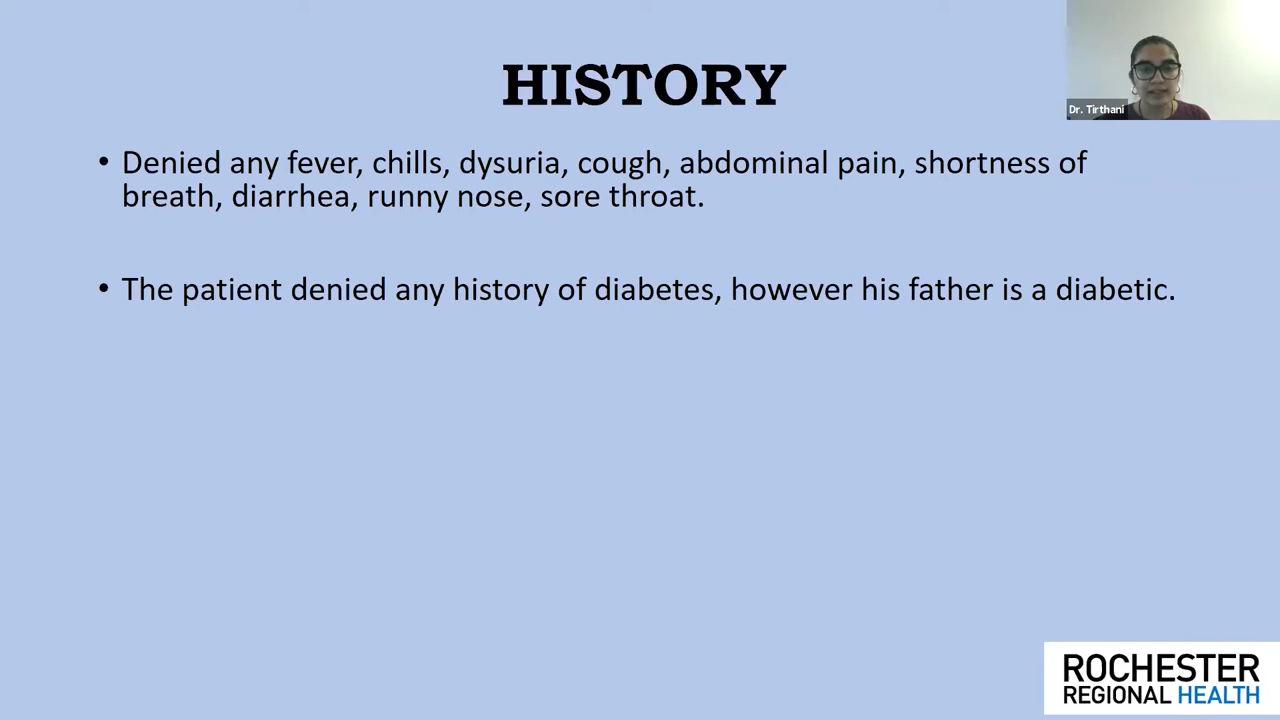 HISTORY
Dr. Tirthani
• Denied any fever, chills, dysuria, cough, abdominal pain, shortness of
breath, diarrhea, runny nose, sore throat.
• The patient denied any history of diabetes, however his father is a diabetic.
ROCHESTER
REGIONAL HEALTH